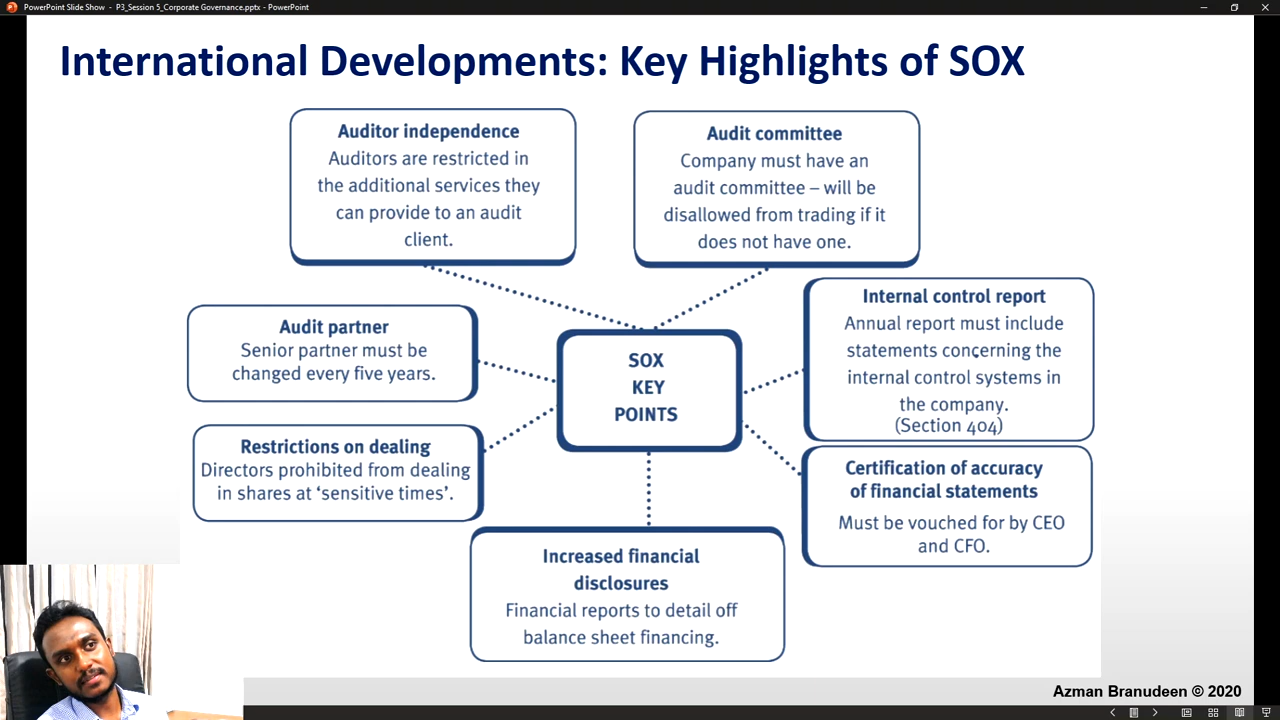 PowerPoint Slide Show - P3_Session 5_Corporate Governance.pptx - PowerPoint
International Developments: Key Highlights of SOX
Auditor independence
Auditors are restricted in
the additional services they
can provide to an audit
client.
Audit committee
Company must have an
audit committee – will be
disallowed from trading if it
does not have one.
Audit partner
Senior partner must be
changed every five years.
SOX
KEY
POINTS
Internal control report
Annual report must include
statements concerning the
internal control systems in
the company.
(Section 404)
Restrictions on dealing
Directors prohibited from dealing
in shares at ‘sensitive times’.
Certification of accuracy
of financial statements
Must be vouched for by CEO
and CFO.
Increased financial
disclosures
Financial reports to detail off
balance sheet financing.
Azman Branudeen © 2020